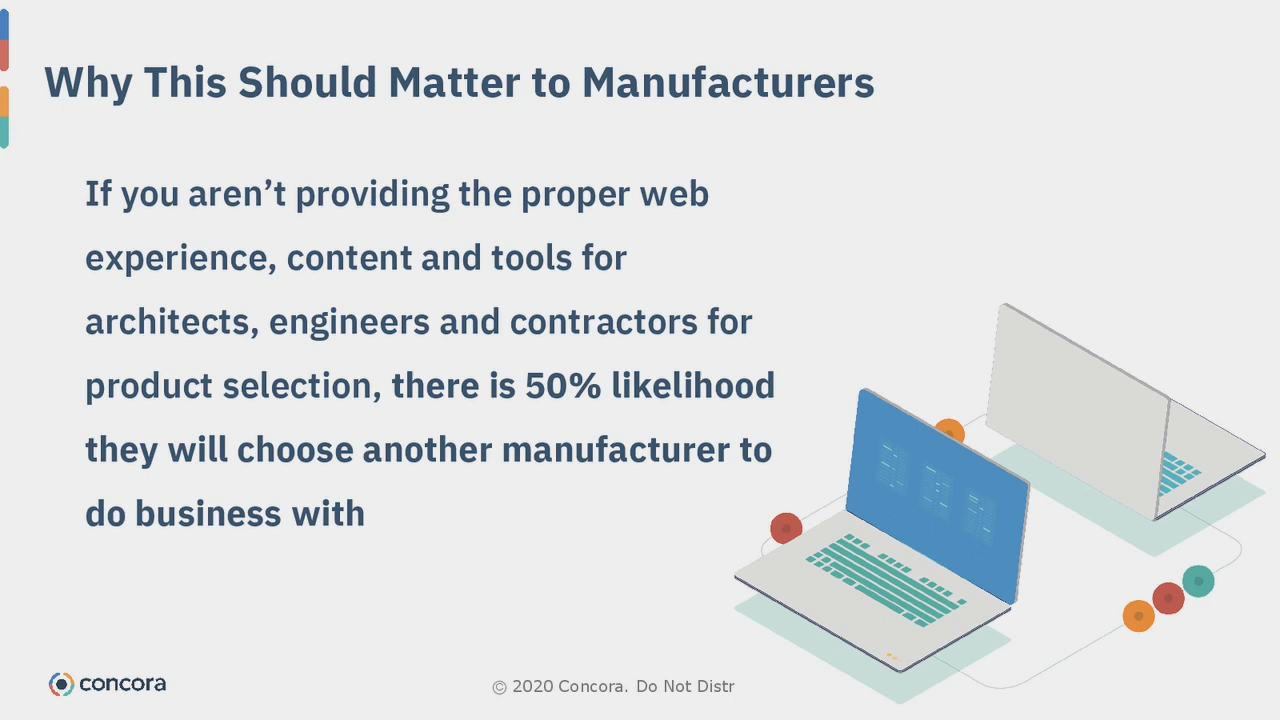 Why This Should Matter to Manufacturers
If you aren’t providing the proper web
experience, content and tools for
architects, engineers and contractors for
product selection, there is 50% likelihood
they will choose another manufacturer to
do business with
concora
© 2020 Concora. Do Not Distr